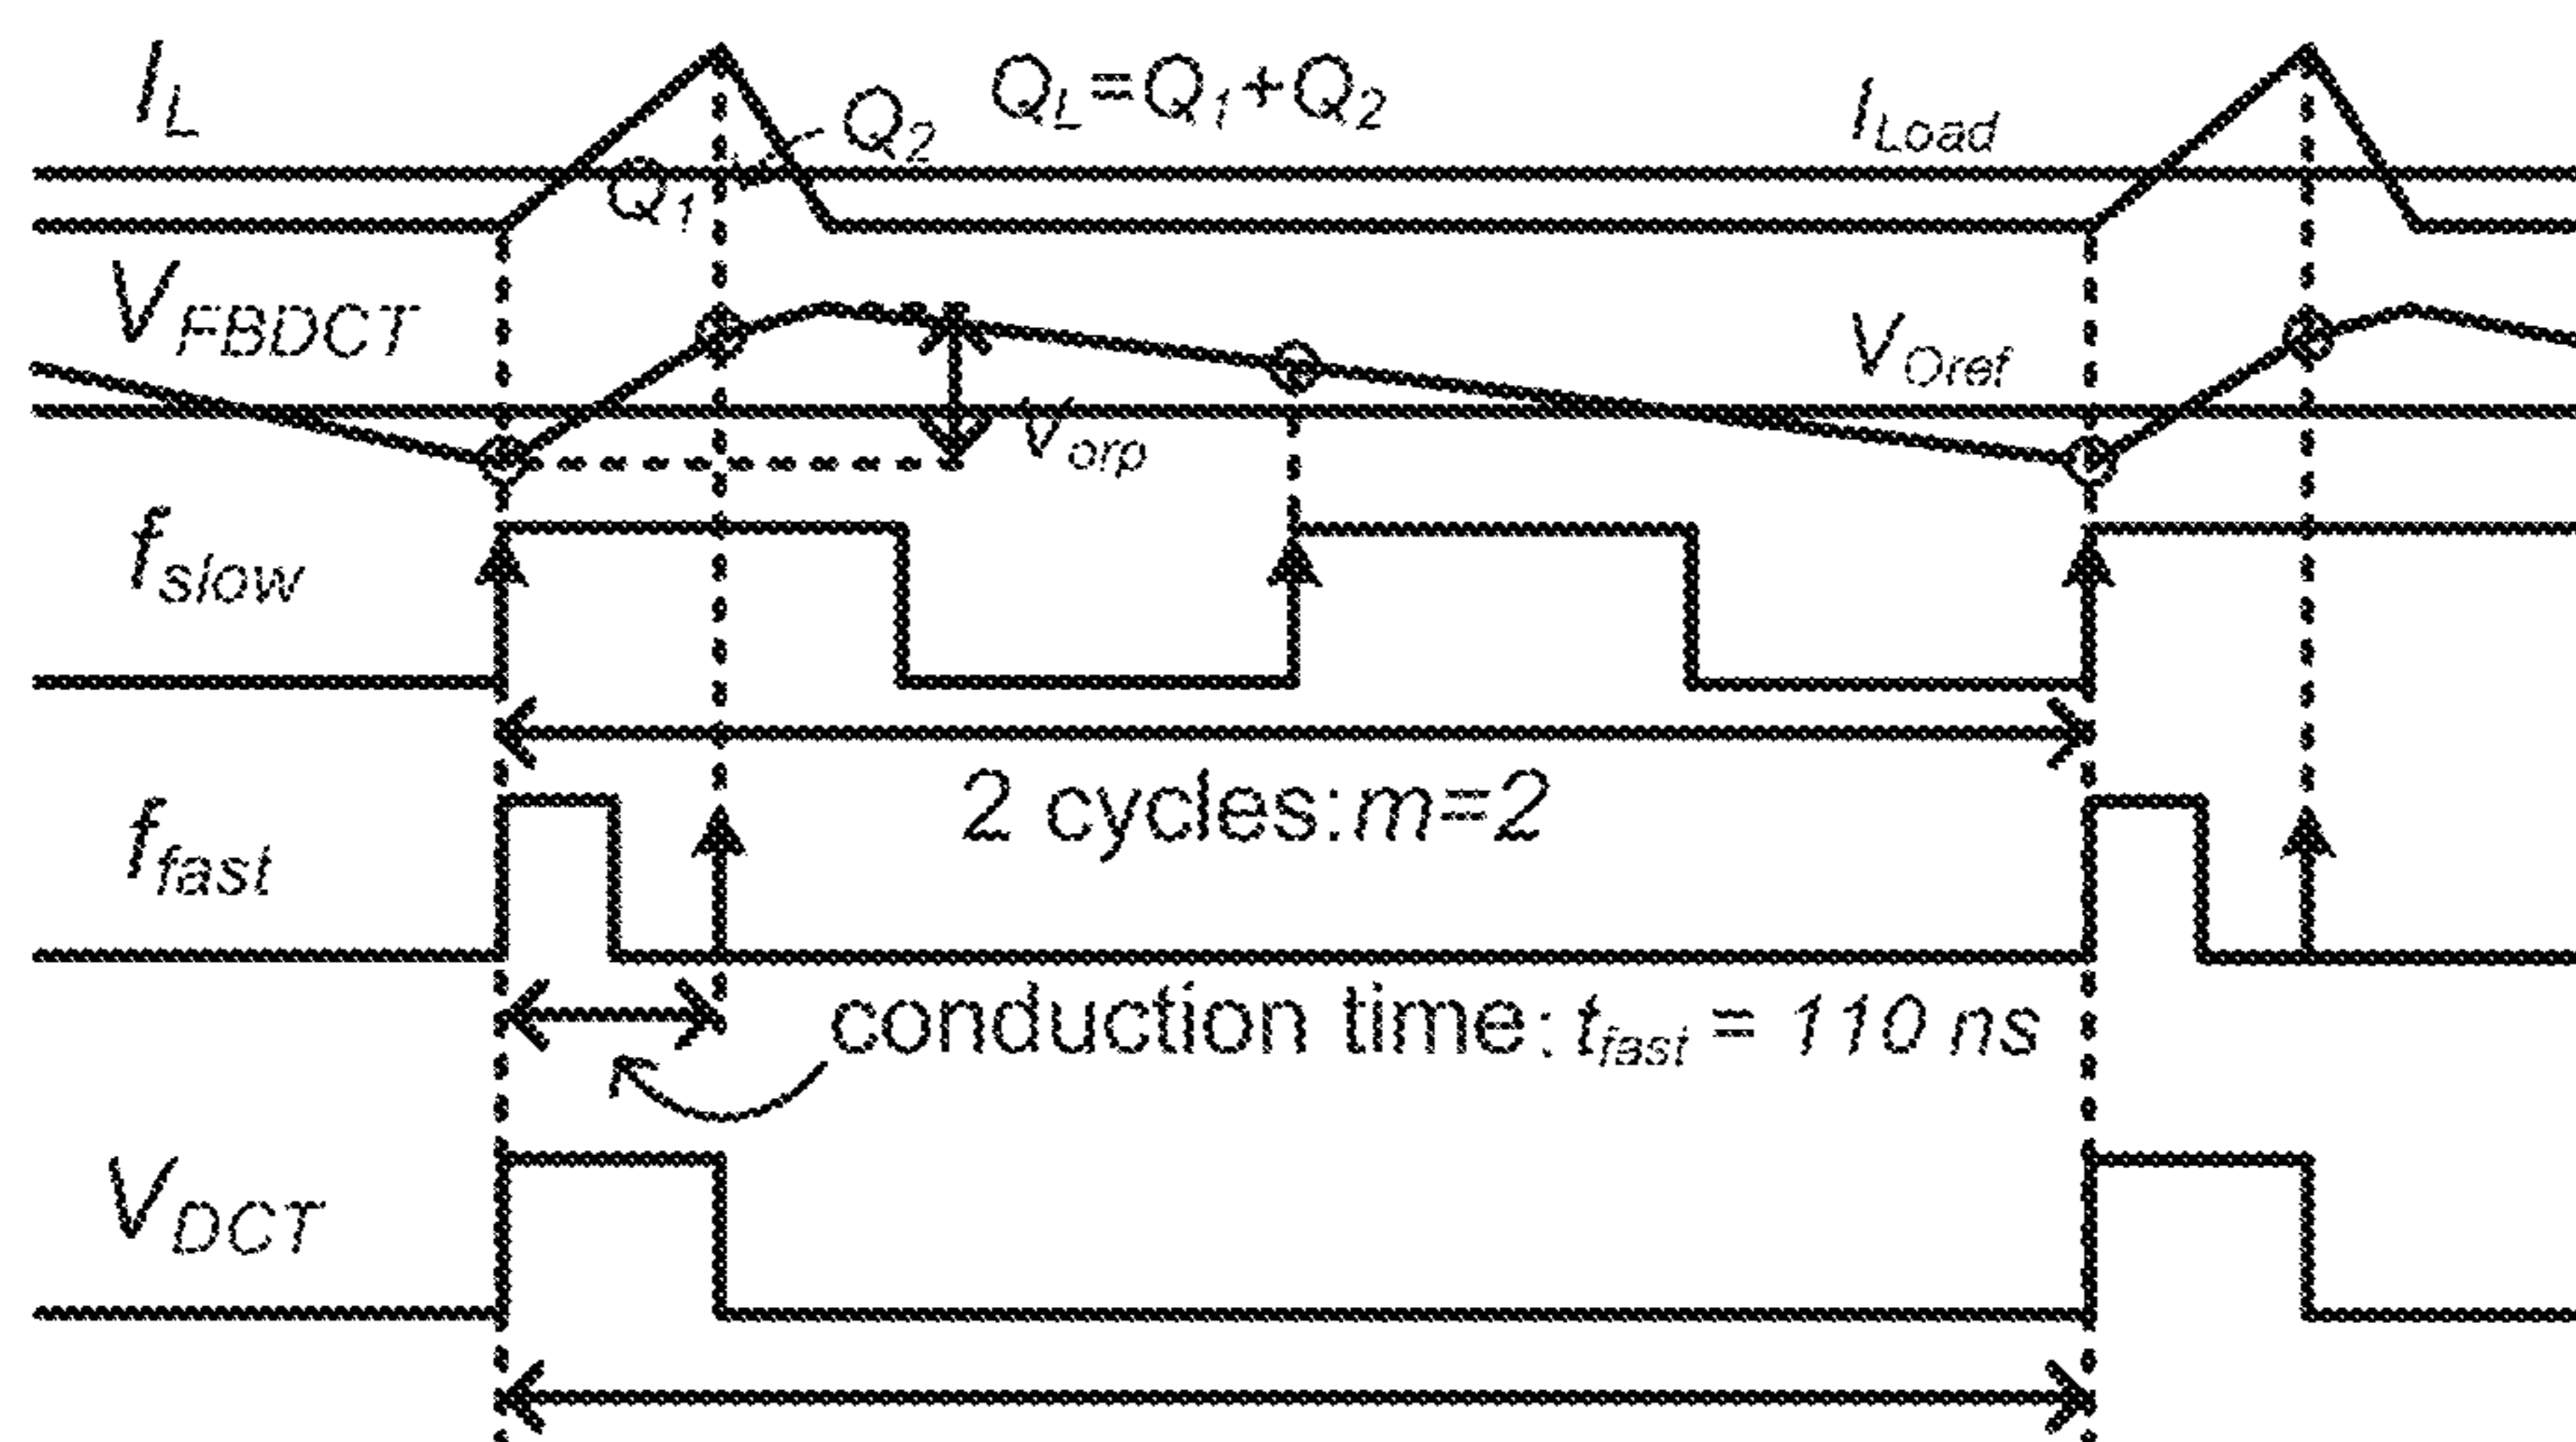 I_L
Q_1
Q_2
Q_L=Q_1+Q_2
I_Load
V_FBDCT
V_Oref
V_orp
f_slow
2 cycles:m=2
f_fast
conduction time: t_fast = 110 ns
V_DCT